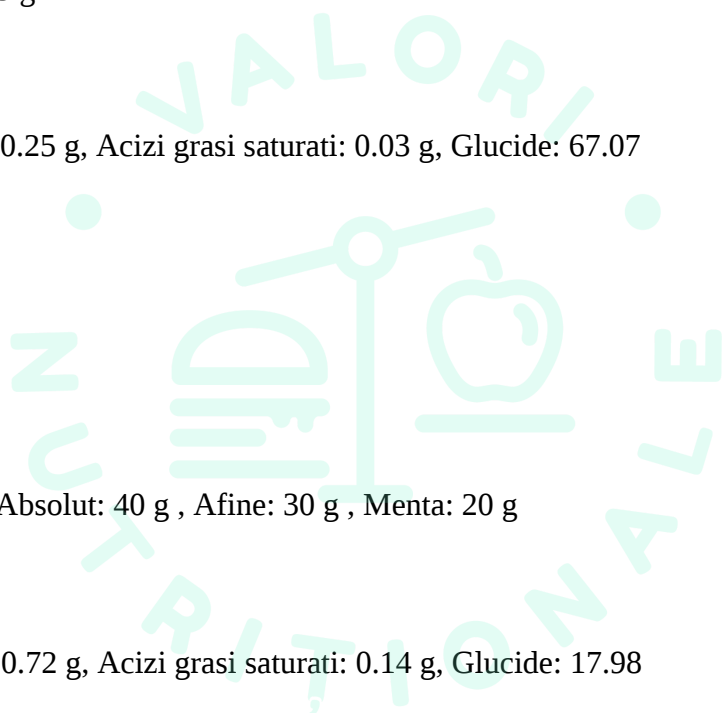 VALORI
0.25 g, Acizi grasi saturati: 0.03 g, Glucide: 67.07
Absolut: 40 g , Afine: 30 g , Menta: 20 g
0.72 g, Acizi grasi saturati: 0.14 g, Glucide: 17.98
NUTRIȚIONALE